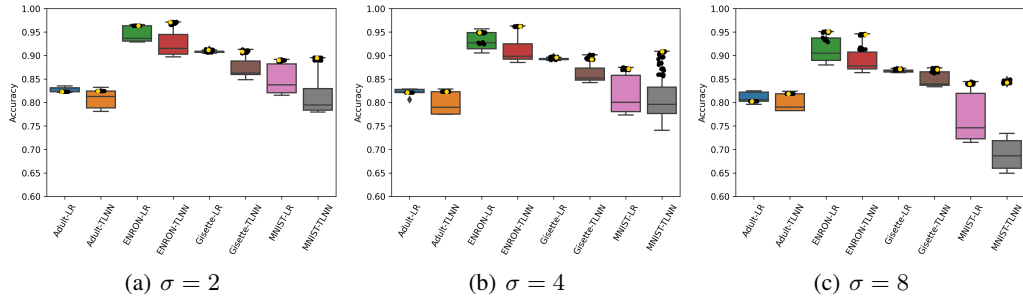 1.00
0.95
0.90
0.85
0.80
0.75
0.70
0.65
0.60
Accuracy
Adult-LR
Adult-TLNN
ENRON-LR
ENRON-TLNN
Gisette-LR
Gisette-TLNN
MNIST-LR
MNIST-TLNN
(a) σ = 2
1.00
0.95
0.90
0.85
0.80
0.75
0.70
0.65
0.60
Accuracy
Adult-LR
Adult-TLNN
ENRON-LR
ENRON-TLNN
Gisette-LR
Gisette-TLNN
MNIST-LR
MNIST-TLNN
(b) σ = 4
1.00
0.95
0.90
0.85
0.80
0.75
0.70
0.65
0.60
Accuracy
Adult-LR
Adult-TLNN
ENRON-LR
ENRON-TLNN
Gisette-LR
Gisette-TLNN
MNIST-LR
MNIST-TLNN
(c) σ = 8